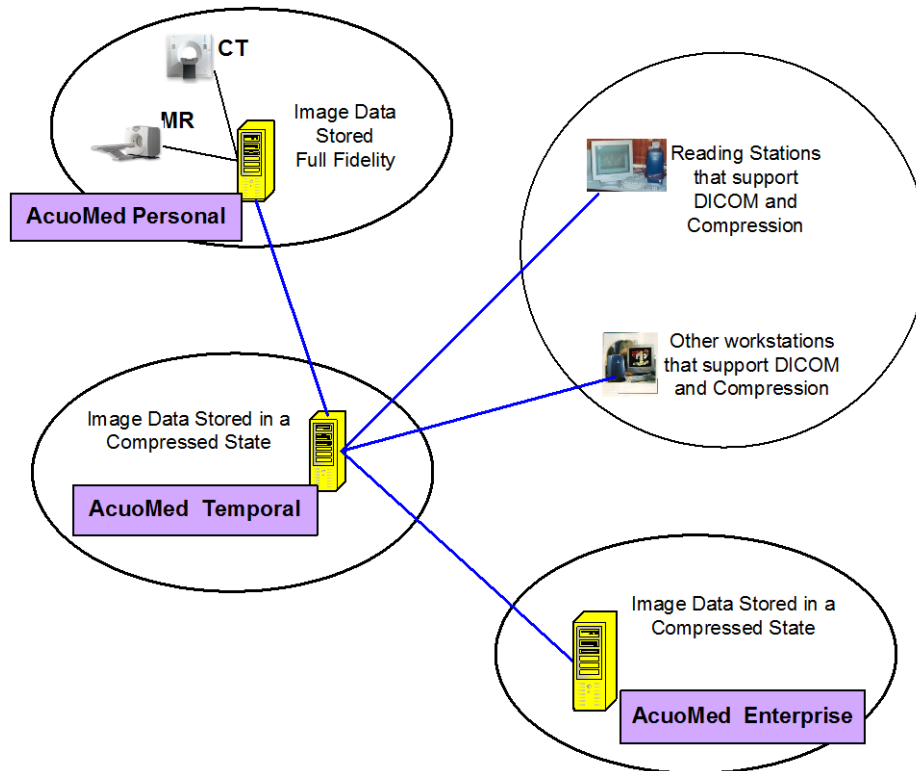 CT
MR
Image Data
Stored
Full Fidelity
AcuoMed Personal
Reading Stations
that support
DICOM and
Compression
Other workstations
that support DICOM
and Compression
Image Data Stored in a
Compressed State
AcuoMed Temporal
Image Data Stored in a
Compressed State
AcuoMed Enterprise